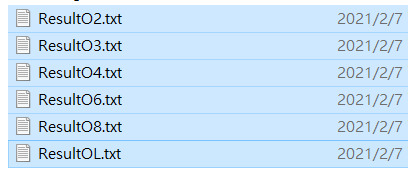 ResultO2.txt 2021/2/7
ResultO3.txt 2021/2/7
ResultO4.txt 2021/2/7
ResultO6.txt 2021/2/7
ResultO8.txt 2021/2/7
ResultOL.txt 2021/2/7